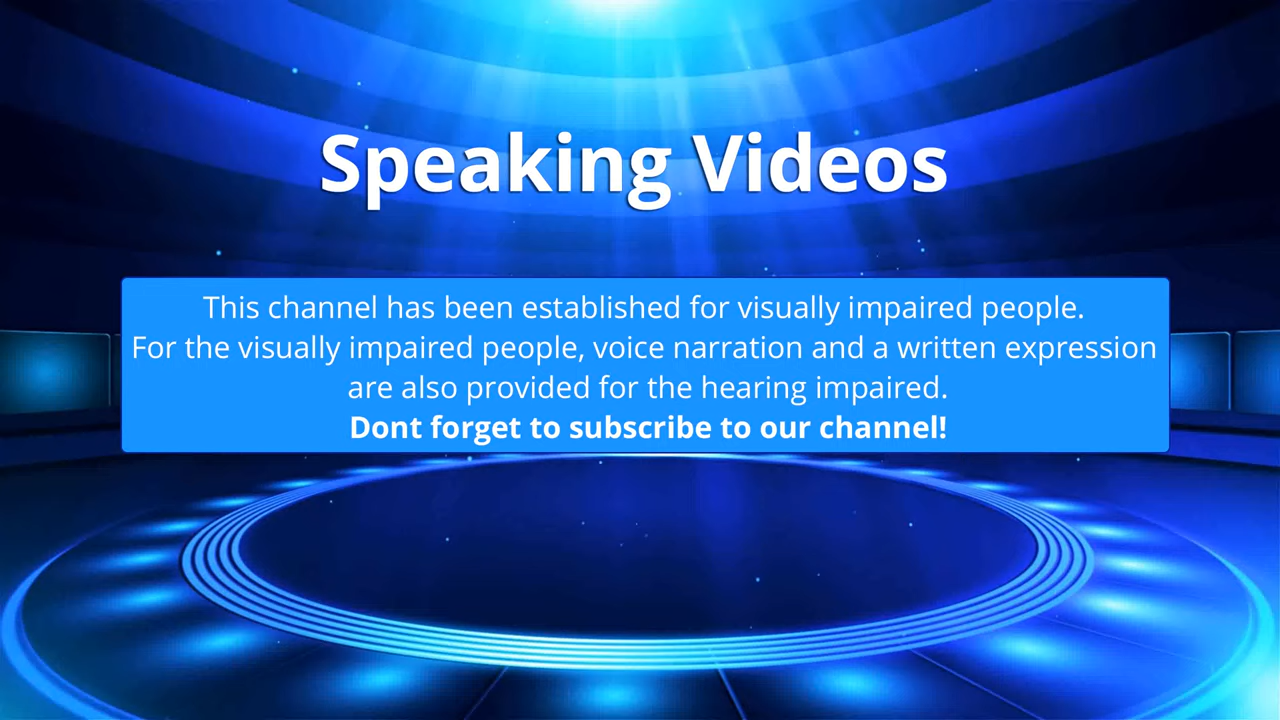 Speaking Videos
This channel has been established for visually impaired people.
For the visually impaired people, voice narration and a written expression
are also provided for the hearing impaired.
Dont forget to subscribe to our channel!